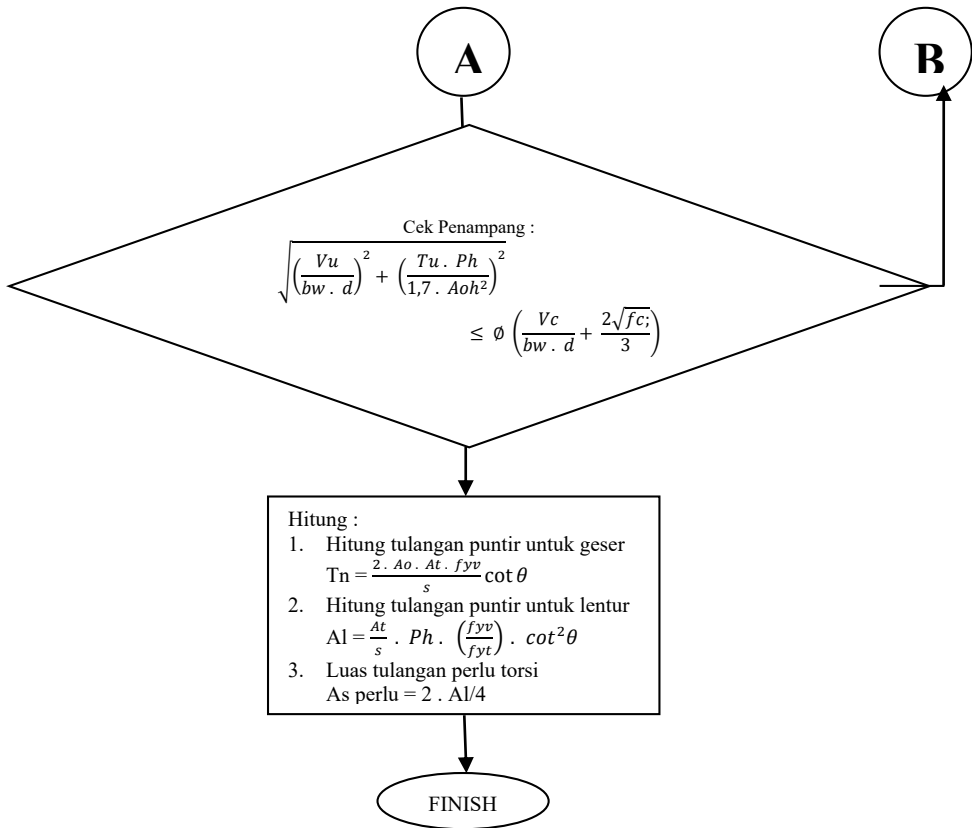 A
B
Cek Penampang :
√((Vu / bw . d)² + (Tu . Ph / 1,7 . Aoh²)²)
≤ ∅ (Vc / bw . d + 2√fc; / 3)
Hitung :
1. Hitung tulangan puntir untuk geser
Tn = 2 . Ao . At . fyv / s cot θ
2. Hitung tulangan puntir untuk lentur
Al = At / s . Ph . (fyv / fyt) . cot²θ
3. Luas tulangan perlu torsi
As perlu = 2 . Al/4
FINISH